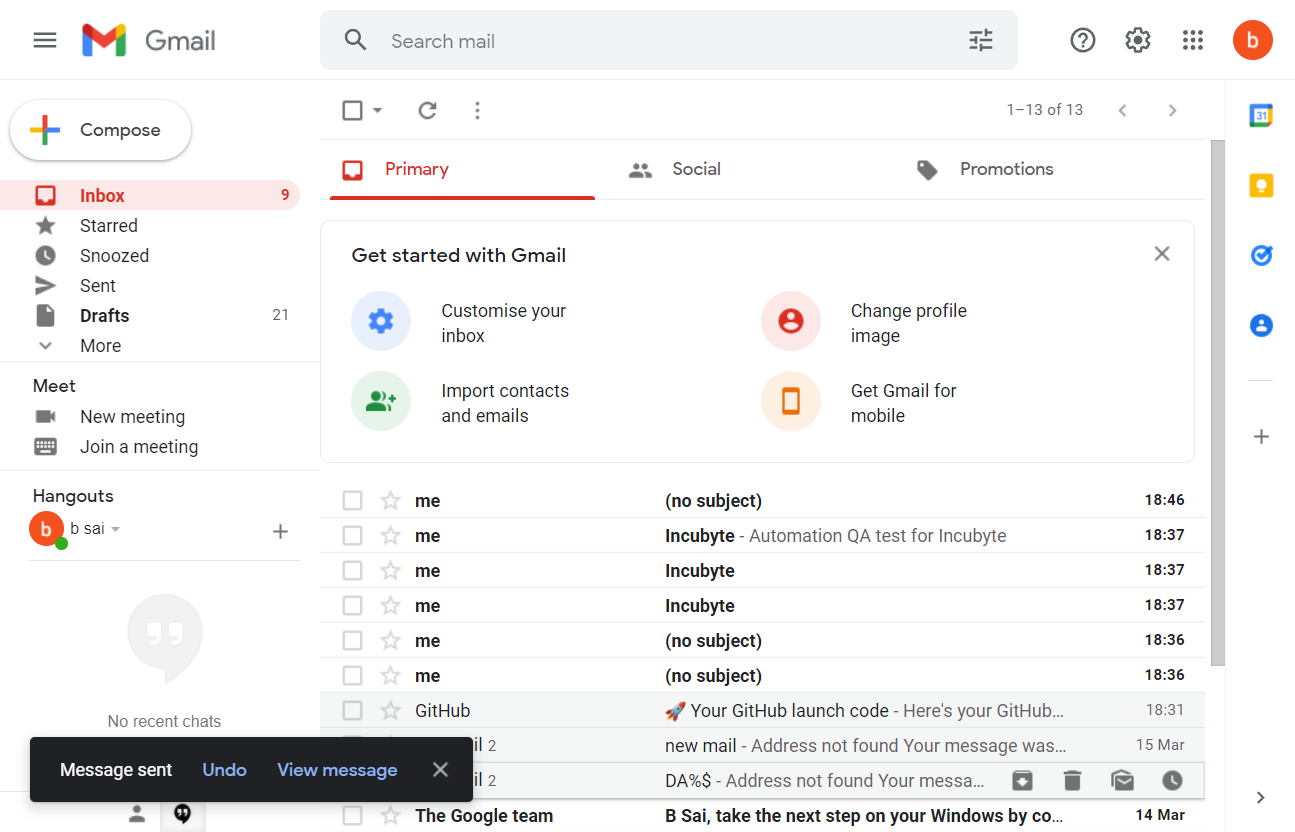 Gmail
Search mail
b
Compose
1–13 of 13
31
Primary
Social
Promotions
Inbox 9
Starred
Snoozed
Sent
Drafts 21
More
Get started with Gmail
Customise your
inbox
Change profile
image
Import contacts
and emails
Get Gmail for
mobile
Meet
New meeting
Join a meeting
Hangouts
b b sai
No recent chats
me (no subject) 18:46
me Incubyte - Automation QA test for Incubyte 18:37
me Incubyte 18:37
me Incubyte 18:37
me (no subject) 18:36
me (no subject) 18:36
GitHub 🚀 Your GitHub launch code - Here's your GitHub… 18:31
2 new mail - Address not found Your message was… 15 Mar
2 DA%$ - Address not found Your messa…
The Google team B Sai, take the next step on your Windows by co… 14 Mar
Message sent Undo View message